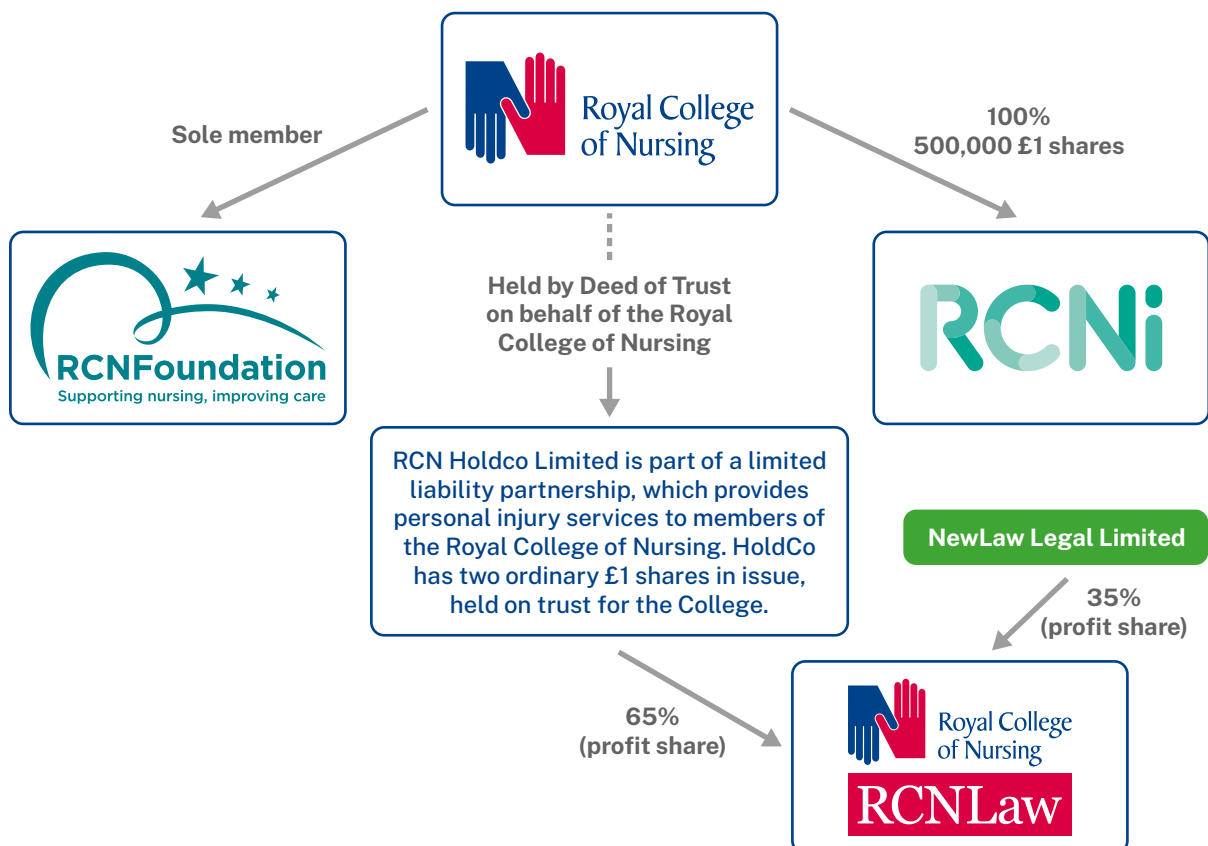 Royal College
of Nursing
Sole member
100%
500,000 £1 shares
RCNFoundation
Supporting nursing, improving care
Held by Deed of Trust
on behalf of the Royal
College of Nursing
RCNi
RCN Holdco Limited is part of a limited
liability partnership, which provides
personal injury services to members of
the Royal College of Nursing. HoldCo
has two ordinary £1 shares in issue,
held on trust for the College.
NewLaw Legal Limited
35%
(profit share)
65%
(profit share)
Royal College
of Nursing
RCNLaw